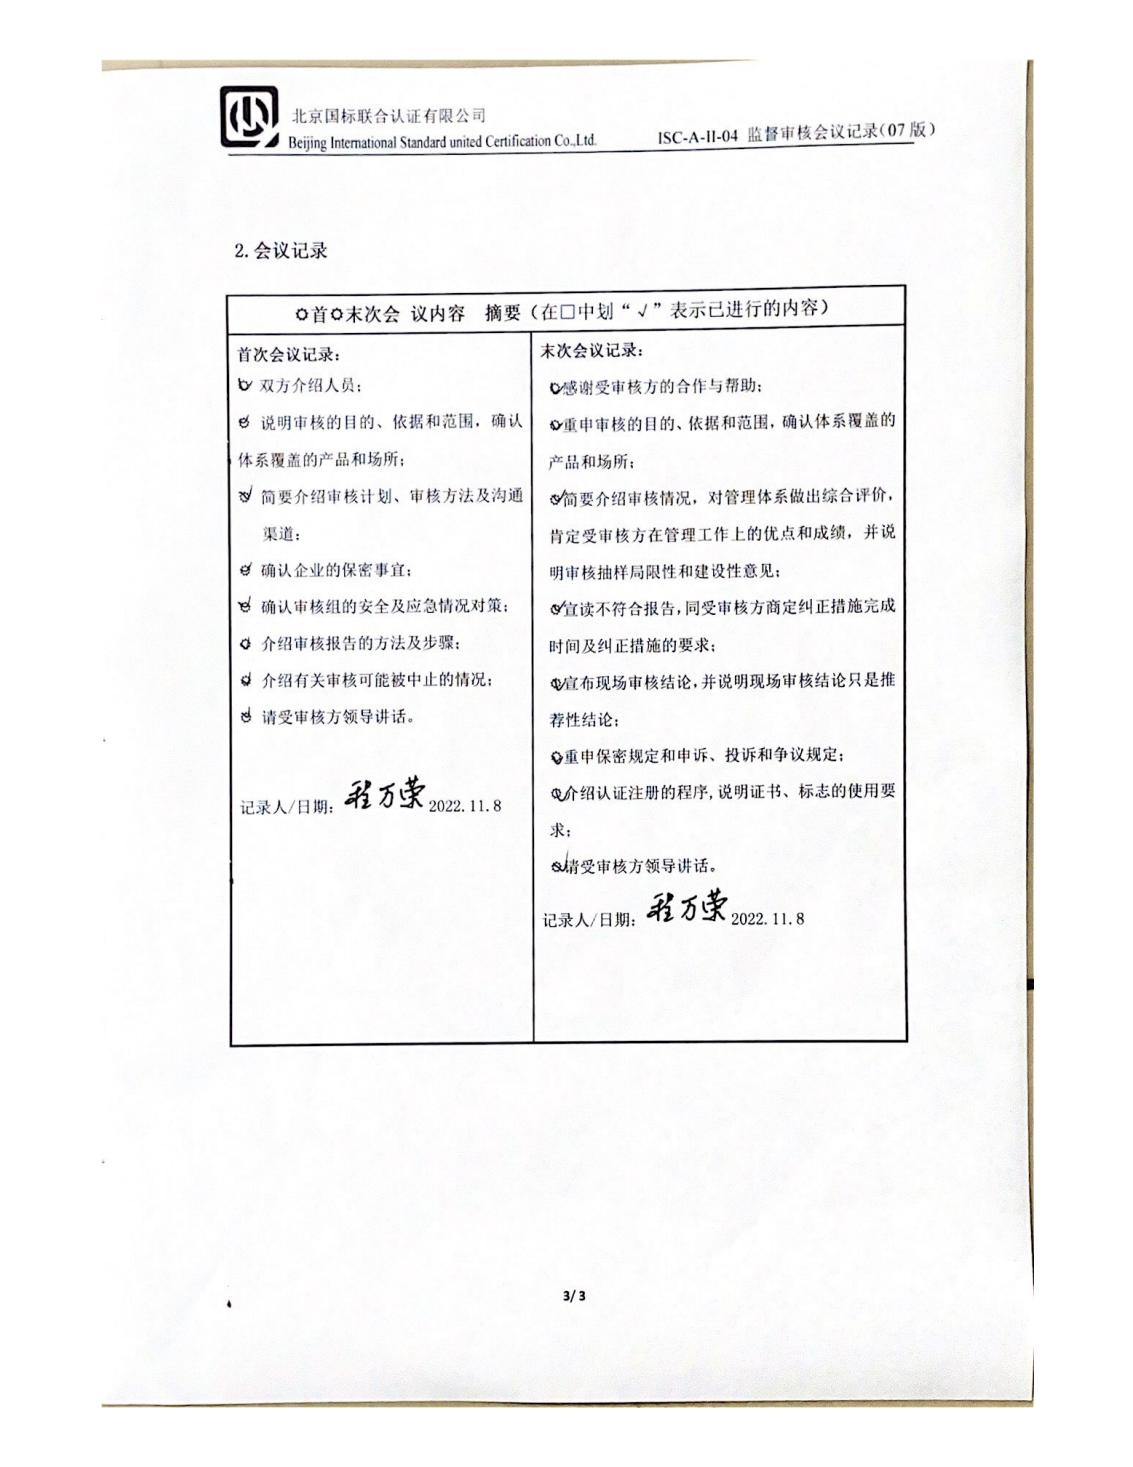 北京国标联合认证有限公司
Beijing International Standard united Certification Co.,Ltd.
ISC-A-II-04 监督审核会议记录(07版)
2.会议记录
首末次会 议内容 摘要（在□中划“√”表示已进行的内容）
首次会议记录：
双方介绍人员；
说明审核的目的、依据和范围，确认
体系覆盖的产品和场所；
简要介绍审核计划、审核方法及沟通
渠道；
确认企业的保密事宜；
确认审核组的安全及应急情况对策；
介绍审核报告的方法及步骤；
介绍有关审核可能被中止的情况；
请受审核方领导讲话。
记录人/日期：程万荣 2022.11.8
末次会议记录：
感谢受审核方的合作与帮助；
重申审核的目的、依据和范围，确认体系覆盖的
产品和场所；
简要介绍审核情况，对管理体系做出综合评价，
肯定受审核方在管理工作上的优点和成绩，并说
明审核抽样局限性和建设性意见；
宣读不符合报告，同受审核方商定纠正措施完成
时间及纠正措施的要求；
宣布现场审核结论，并说明现场审核结论只是推
荐性结论；
重申保密规定和申诉、投诉和争议规定；
介绍认证注册的程序，说明证书、标志的使用要
求；
请受审核方领导讲话。
记录人/日期：程万荣 2022.11.8
3/3